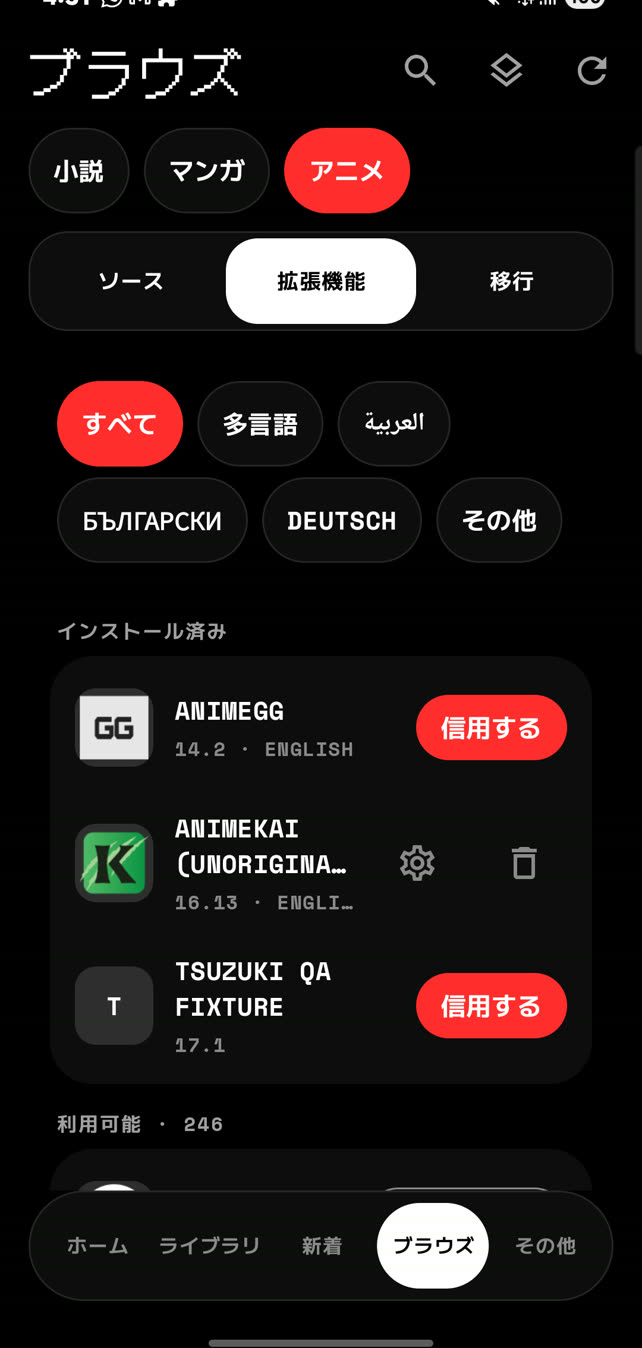 ブラウズ
小説 マンガ アニメ
ソース 拡張機能 移行
すべて 多言語 العربية
БЪЛГАРСКИ DEUTSCH その他
インストール済み
GG
ANIMEGG
14.2 · ENGLISH
信用する
K
ANIMEKAI
(UNORIGINA…
16.13 · ENGLI…
T
TSUZUKI QA
FIXTURE
17.1
信用する
利用可能 · 246
ホーム ライブラリ 新着 ブラウズ その他